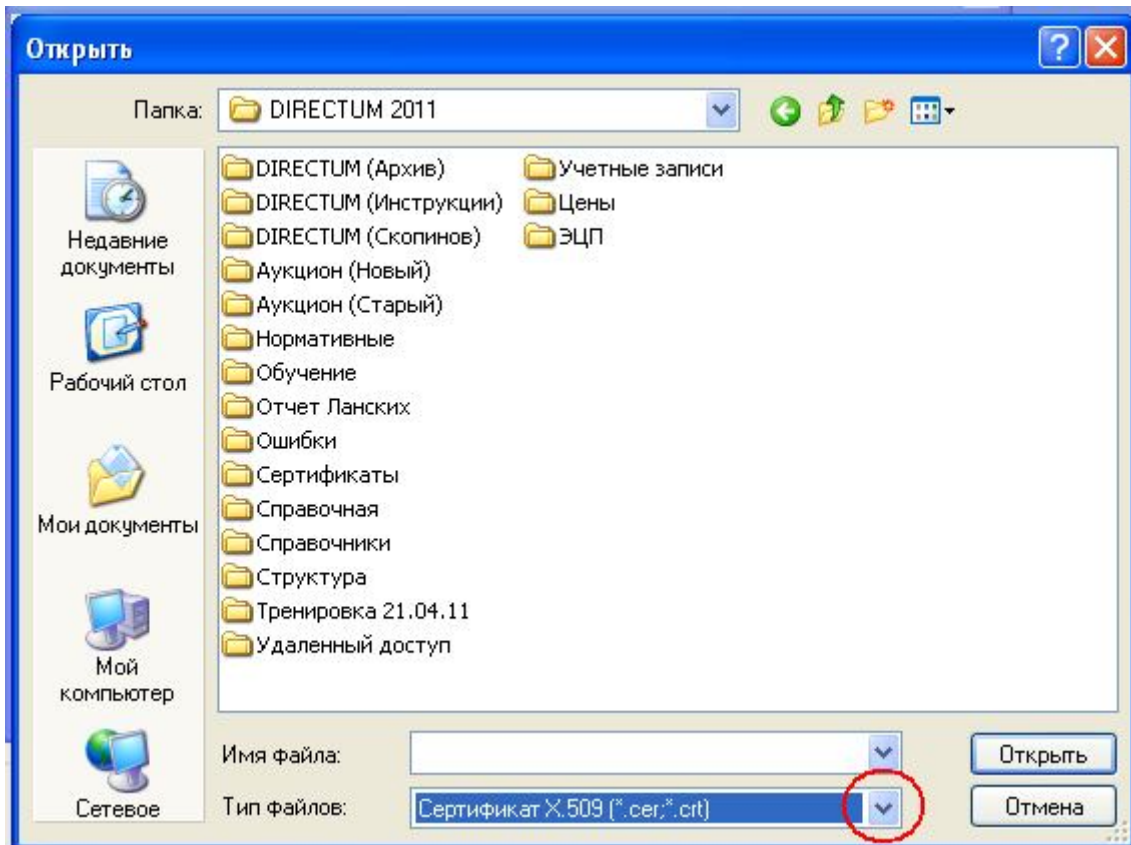 Открыть
Папка:
DIRECTUM 2011
Недавние
документы
Рабочий стол
Мои документы
Мой
компьютер
Сетевое
DIRECTUM (Архив)
DIRECTUM (Инструкции)
DIRECTUM (Скопинов)
Аукцион (Новый)
Аукцион (Старый)
Нормативные
Обучение
Отчет Ланских
Ошибки
Сертификаты
Справочная
Справочники
Структура
Тренировка 21.04.11
Удаленный доступ
Учетные записи
Цены
ЭЦП
Имя файла:
Открыть
Тип файлов:
Сертификат X.509 (*.cer;*.crt)
Отмена